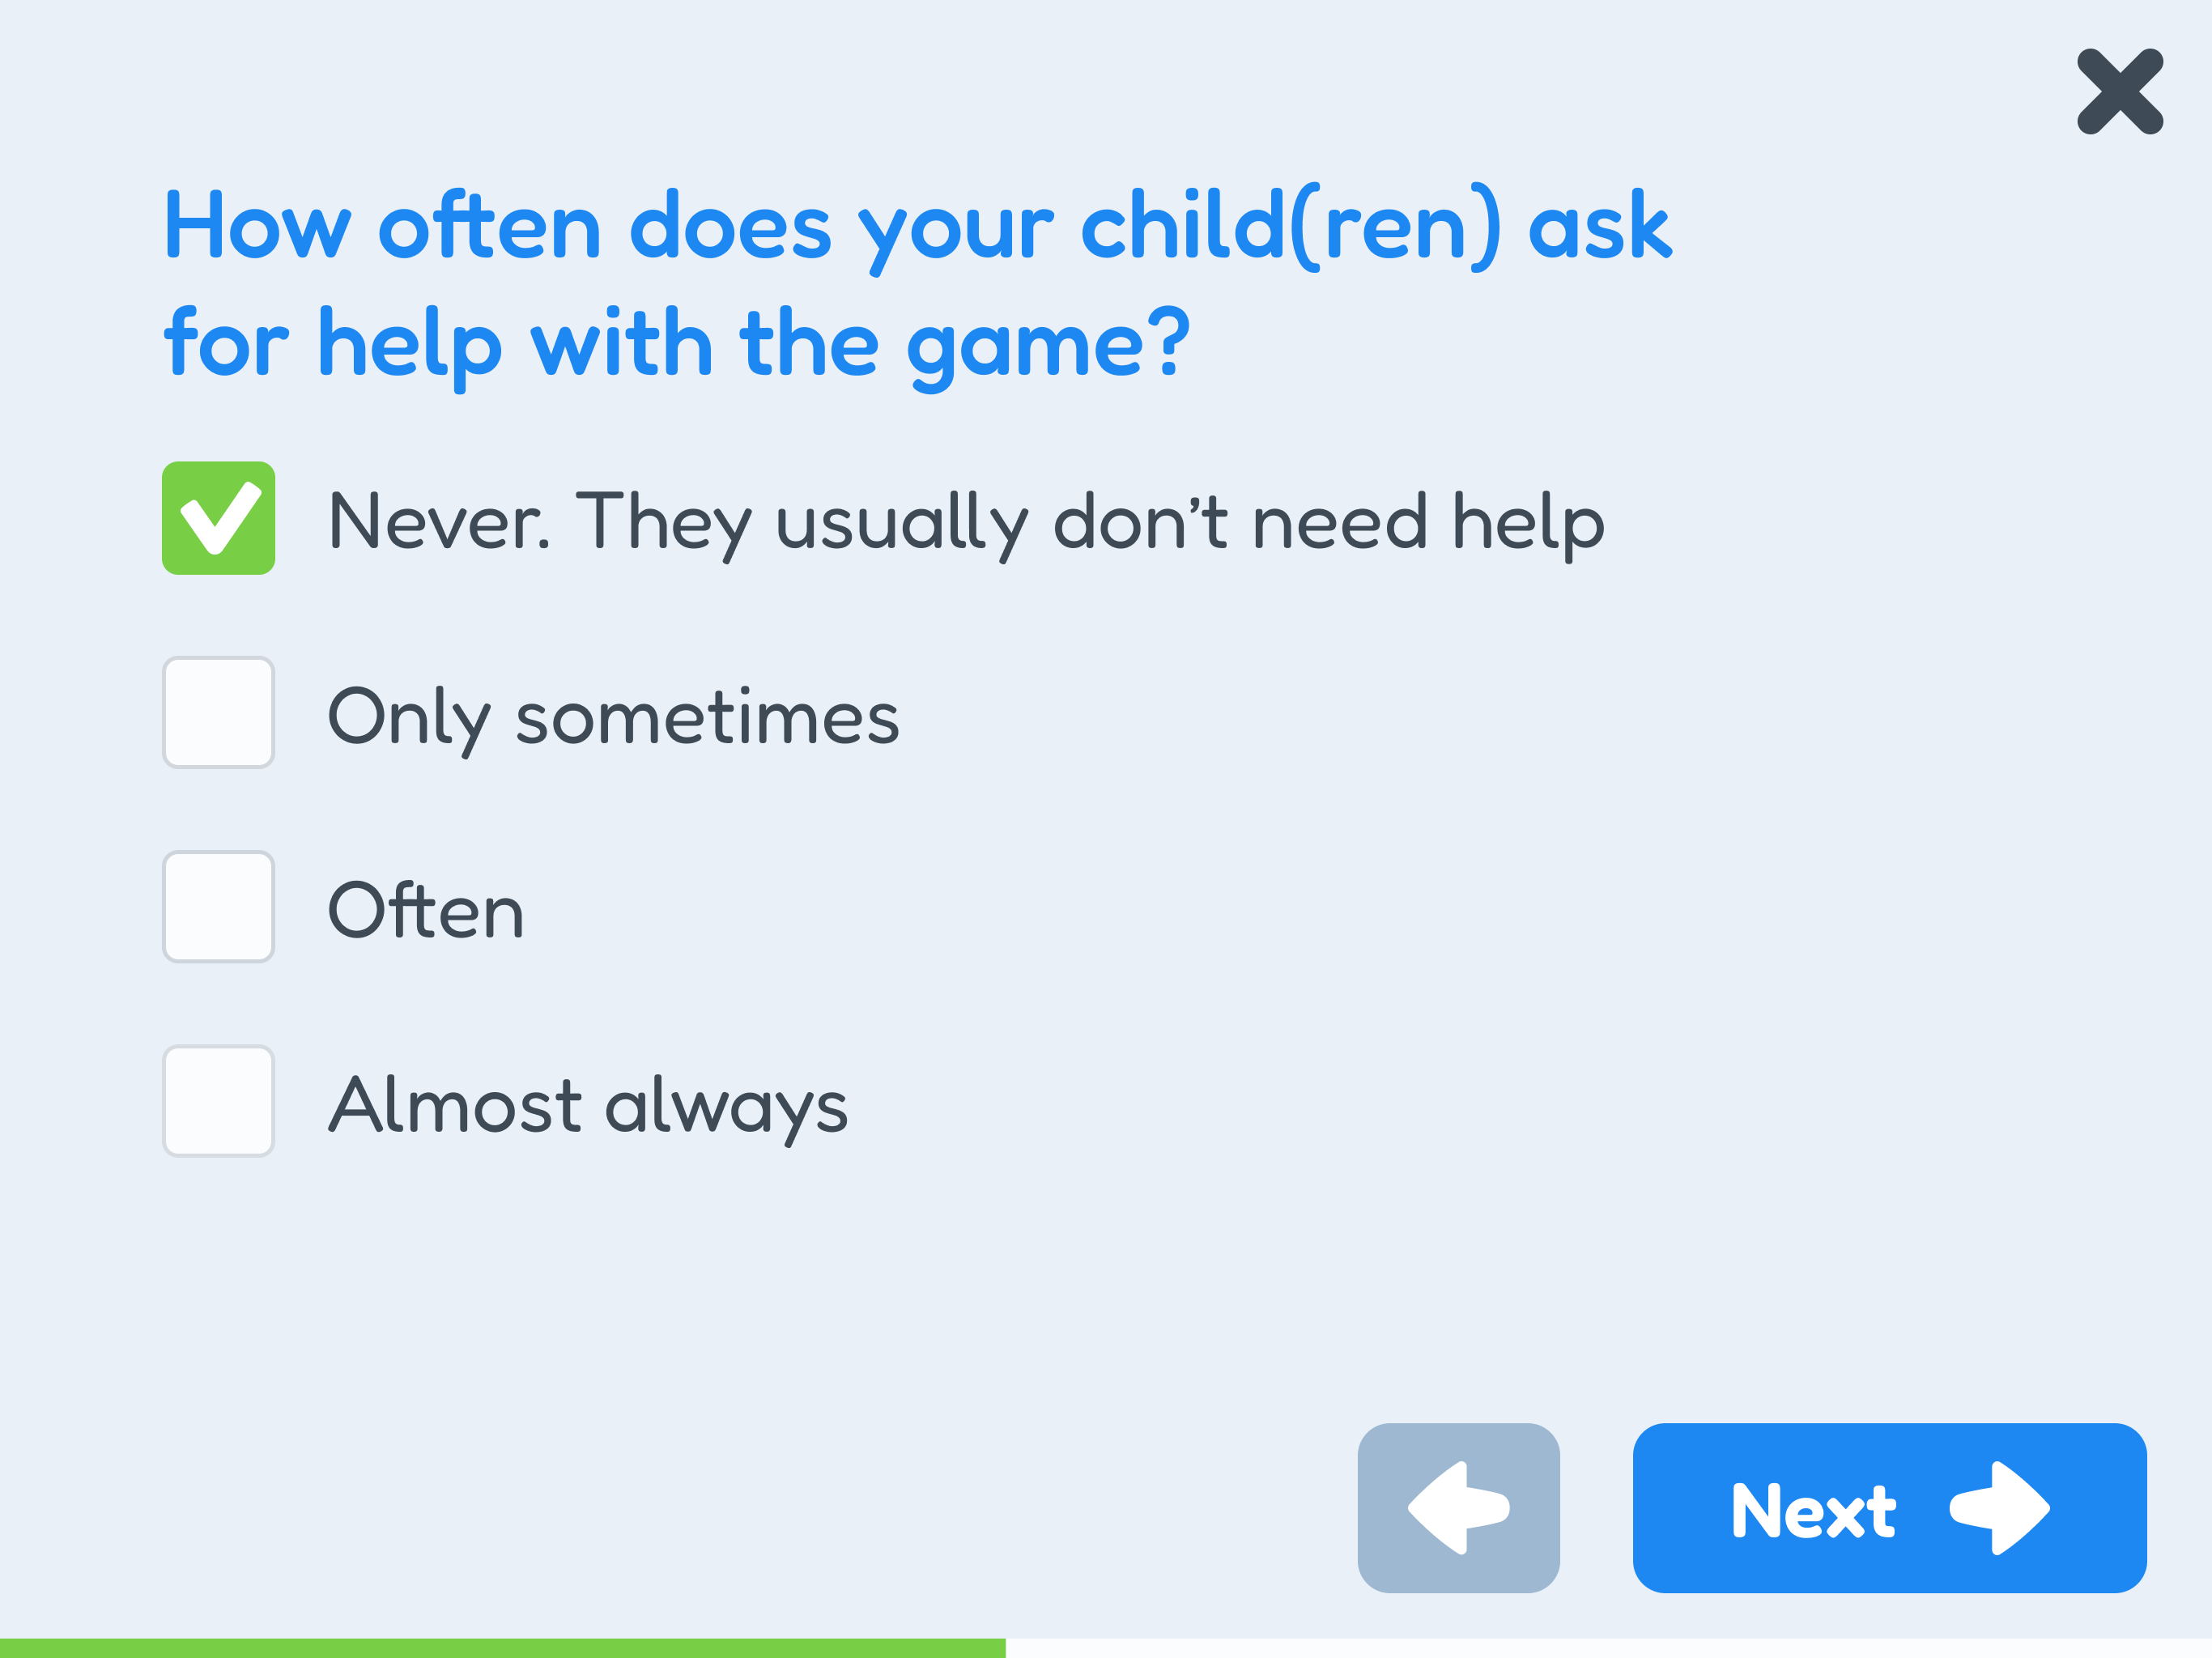 How often does your child(ren) ask
for help with the game?
Never. They usually don't need help
Only sometimes
Often
Almost always
Next